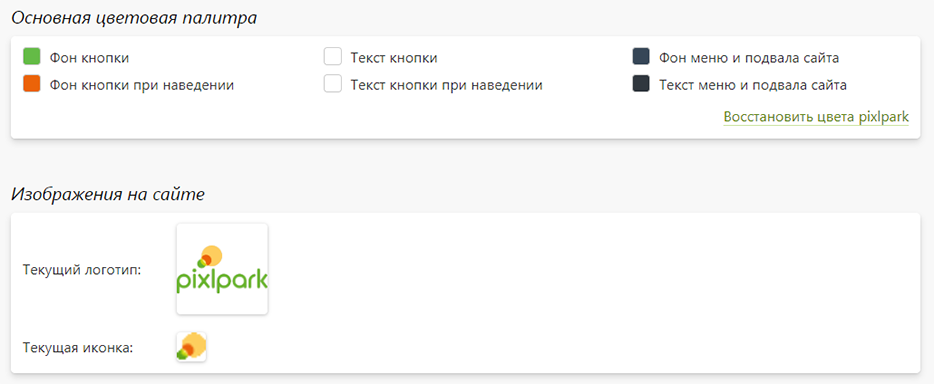 Основная цветовая палитра
Фон кнопки Текст кнопки Фон меню и подвала сайта
Фон кнопки при наведении Текст кнопки при наведении Текст меню и подвала сайта
Восстановить цвета pixlpark
Изображения на сайте
Текущий логотип:
pixlpark
Текущая иконка: